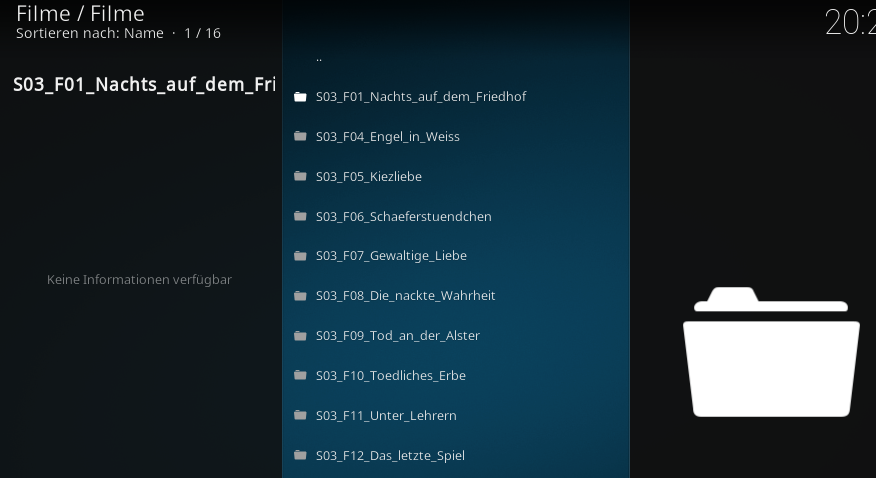 Filme / Filme
Sortieren nach: Name · 1 / 16
20:2
S03_F01_Nachts_auf_dem_Fri
Keine Informationen verfügbar
..
S03_F01_Nachts_auf_dem_Friedhof
S03_F04_Engel_in_Weiss
S03_F05_Kiezliebe
S03_F06_Schaeferstuendchen
S03_F07_Gewaltige_Liebe
S03_F08_Die_nackte_Wahrheit
S03_F09_Tod_an_der_Alster
S03_F10_Toedliches_Erbe
S03_F11_Unter_Lehrern
S03_F12_Das_letzte_Spiel